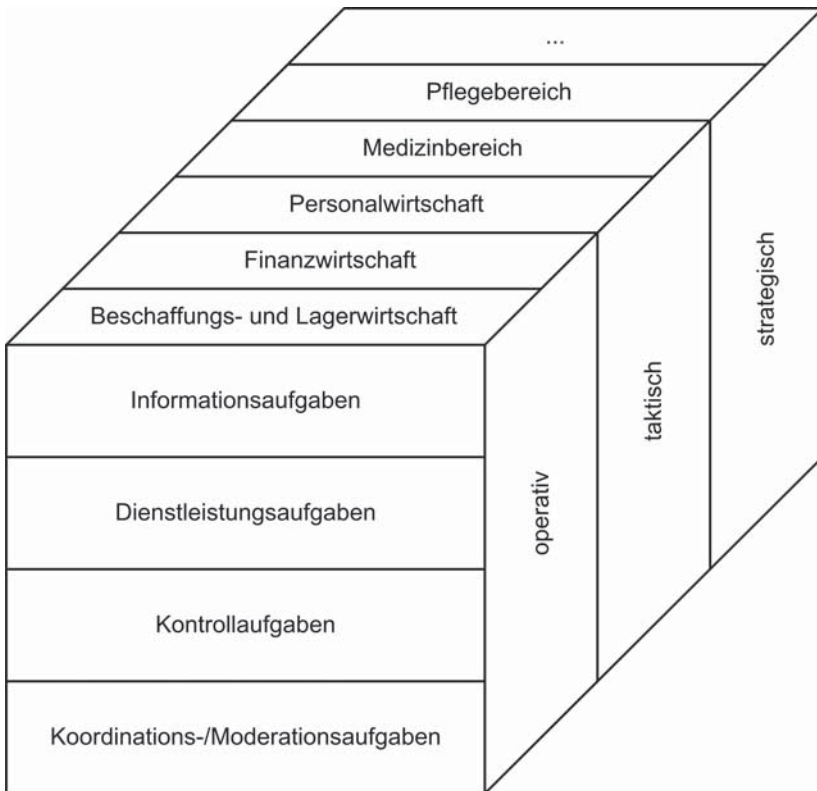 ...
Pflegebereich
Medizinbereich
Personalwirtschaft
Finanzwirtschaft
Beschaffungs- und Lagerwirtschaft
Informationsaufgaben
Dienstleistungsaufgaben
Kontrollaufgaben
Koordinations-/Moderationsaufgaben
operativ
taktisch
strategisch